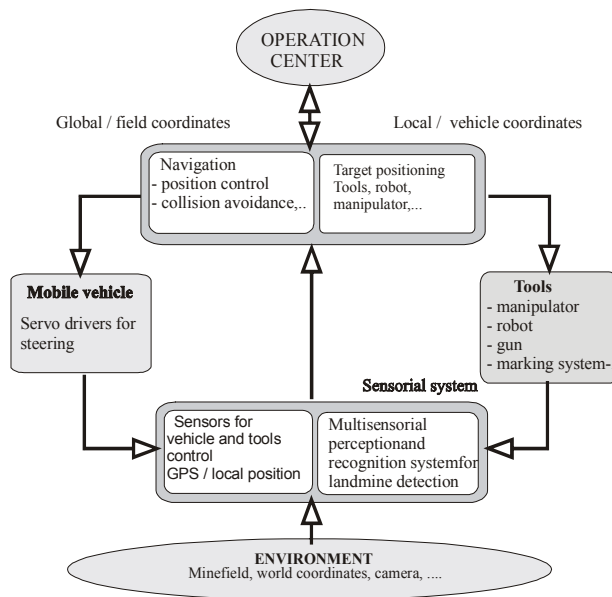 OPERATION
CENTER
Global / field coordinates
Local / vehicle coordinates
Navigation
- position control
- collision avoidance,..
Target positioning
Tools, robot,
manipulator,...
Mobile vehicle
Servo drivers for
steering
Tools
- manipulator
- robot
- gun
- marking system-
Sensorial system
Sensors for
vehicle and tools
control
GPS / local position
Multisensorial
perceptionand
recognition systemfor
landmine detection
ENVIRONMENT
Minefield, world coordinates, camera, ....